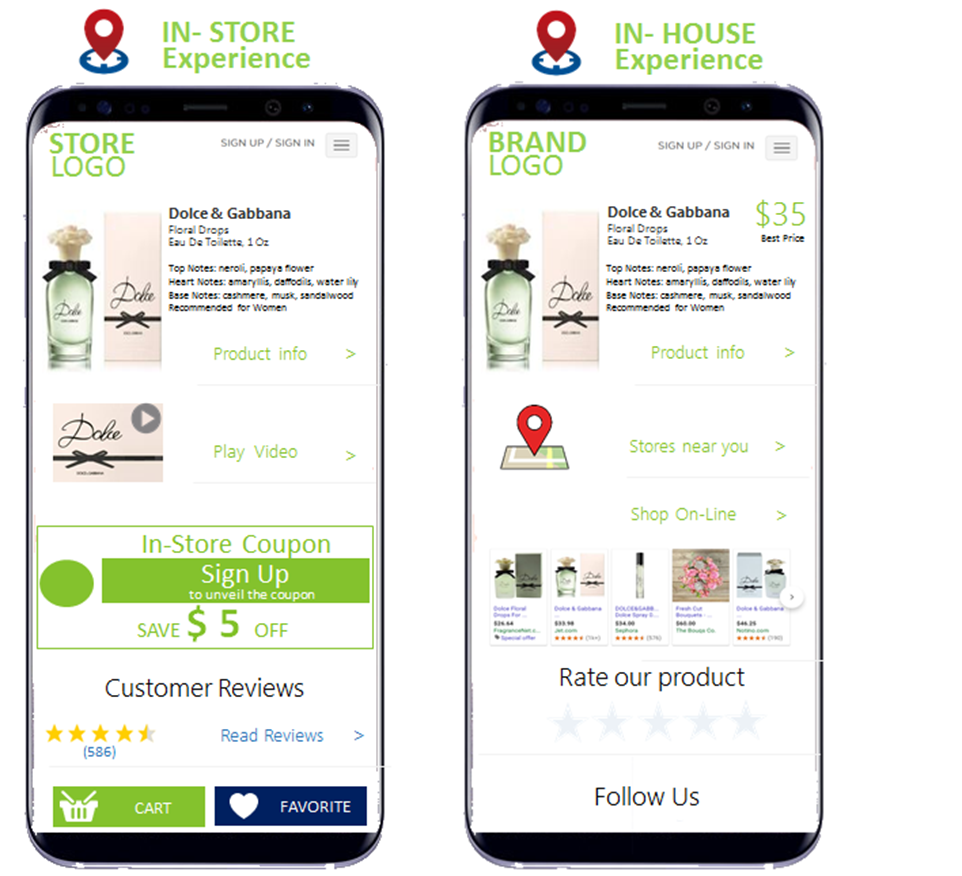 IN- STORE
Experience
STORE
LOGO
SIGN UP / SIGN IN
Dolce & Gabbana
Floral Drops
Eau De Toilette, 1 Oz
Top Notes: neroli, papaya flower
Heart Notes: amaryllis, daffodils, water lily
Base Notes: cashmere, musk, sandalwood
Recommended for Women
Dolce
Dolce
Product info >
Dolce
Play Video >
In-Store Coupon
Sign Up
to unveil the coupon
SAVE $ 5 OFF
Customer Reviews
(586)
Read Reviews >
CART
FAVORITE
IN- HOUSE
Experience
BRAND
LOGO
SIGN UP / SIGN IN
Dolce & Gabbana
Floral Drops
Eau De Toilette, 1 Oz
$35
Best Price
Top Notes: neroli, papaya flower
Heart Notes: amaryllis, daffodils, water lily
Base Notes: cashmere, musk, sandalwood
Recommended for Women
Dolce
Dolce
Product info >
Stores near you >
Shop On-Line >
Dolce Floral
Drops For ...
$26.64
FragranceNet.c...
Special offer
Dolce & Gabbana
$33.98
Jet.com
(744)
DOLCE&GABB...
Dolce Spray 0....
$34.00
Sephora
(576)
Fresh Cut
Bouquets - ...
$60.00
The Bouqs Co.
Dolce & Gabbana
$46.25
Notino.com
(190)
Rate our product
Follow Us